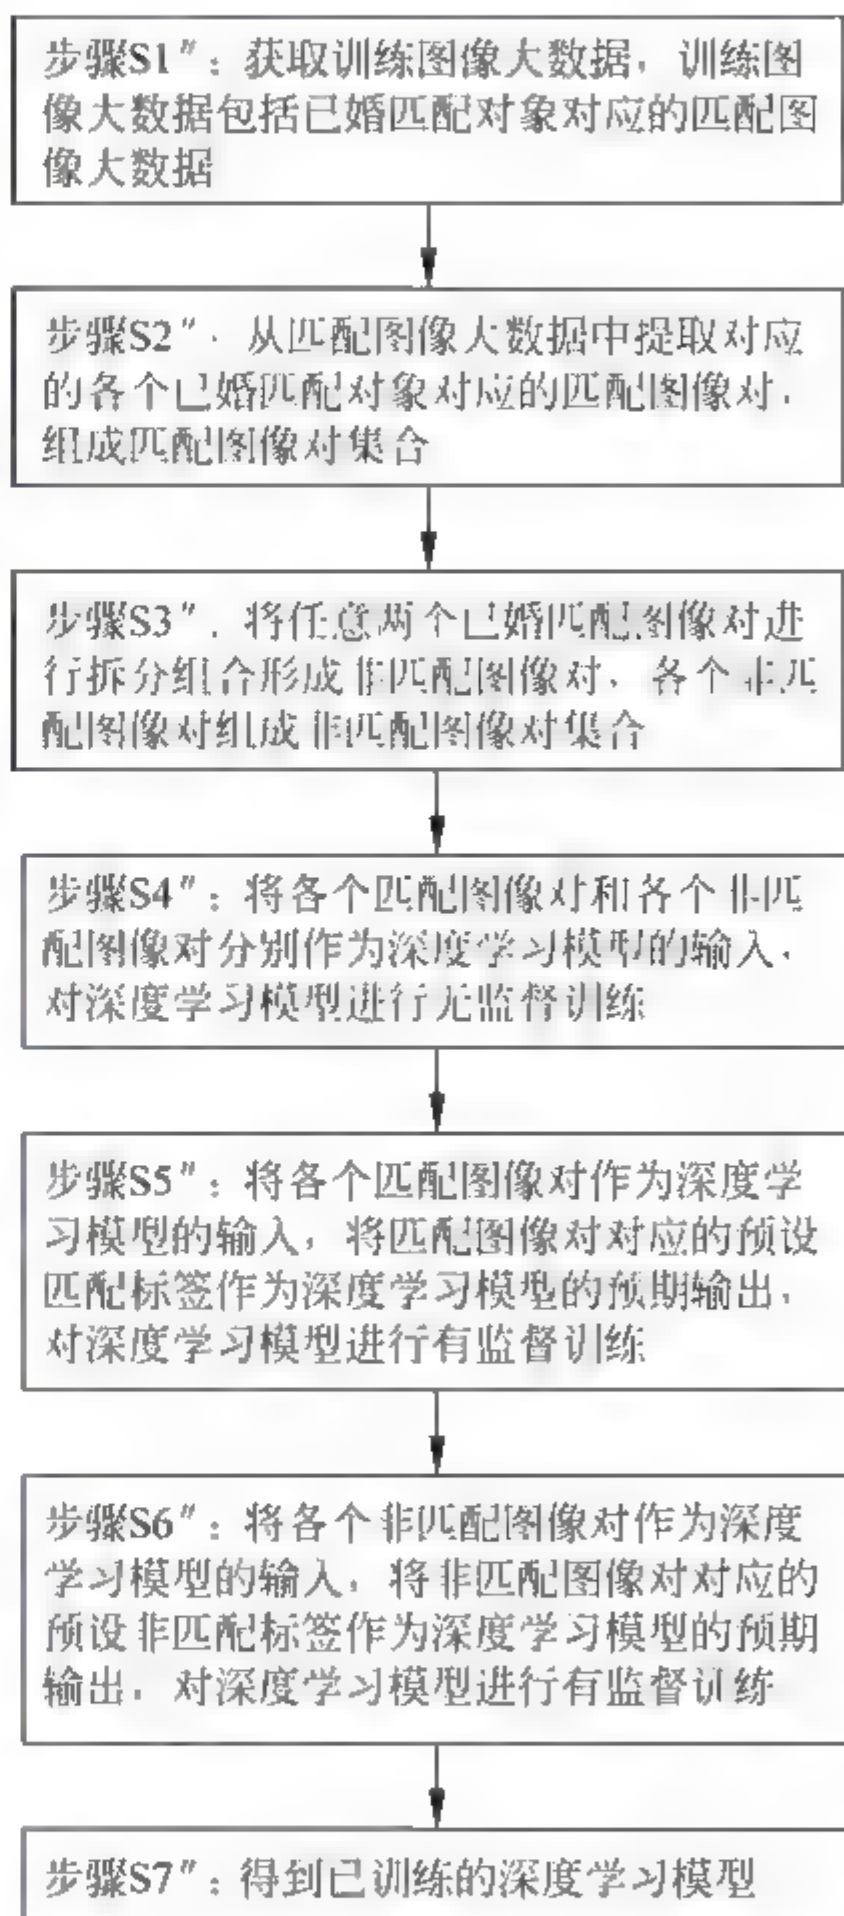 步骤S1″：获取训练图像大数据，训练图
像大数据包括已婚匹配对象对应的匹配图
像大数据
步骤S2″：从匹配图像大数据中提取对应
的各个已婚匹配对象对应的匹配图像对，
组成匹配图像对集合
步骤S3″：将任意两个已婚匹配图像对进
行拆分组合形成非匹配图像对，各个非匹
配图像对组成非匹配图像对集合
步骤S4″：将各个匹配图像对和各个非匹
配图像对分别作为深度学习模型的输入，
对深度学习模型进行无监督训练
步骤S5″：将各个匹配图像对作为深度学
习模型的输入，将匹配图像对对应的预设
匹配标签作为深度学习模型的预期输出，
对深度学习模型进行有监督训练
步骤S6″：将各个非匹配图像对作为深度
学习模型的输入，将非匹配图像对对应的
预设非匹配标签作为深度学习模型的预期
输出，对深度学习模型进行有监督训练
步骤S7″：得到已训练的深度学习模型